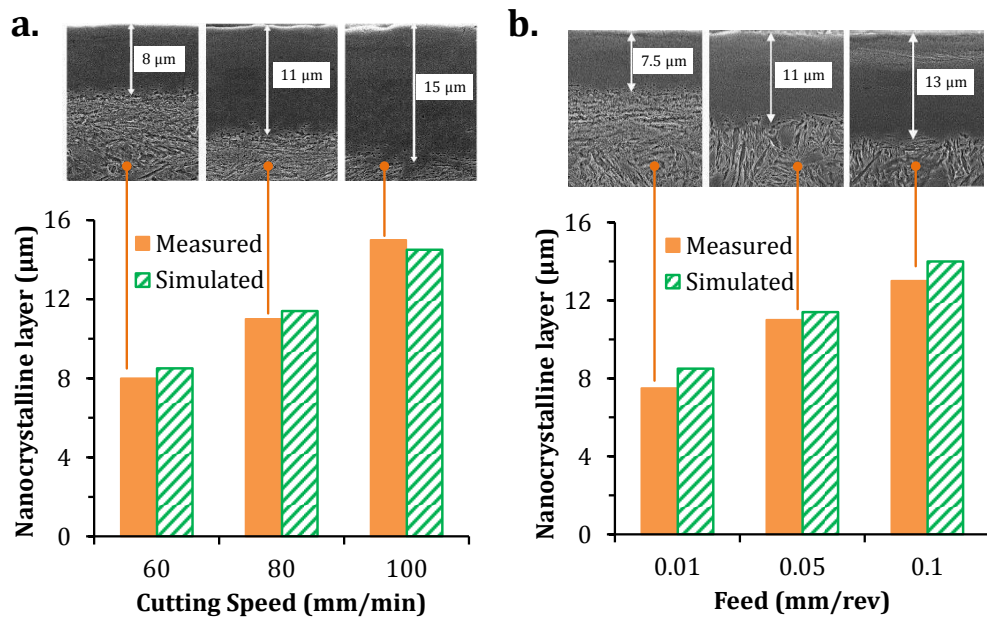 a.
8 μm
11 μm
15 μm
Nanocrystalline layer (μm)
16
12
8
4
0
Measured
Simulated
60
80
100
Cutting Speed (mm/min)
b.
7.5 μm
11 μm
13 μm
Nanocrystalline layer (μm)
16
12
8
4
0
Measured
Simulated
0.01
0.05
0.1
Feed (mm/rev)